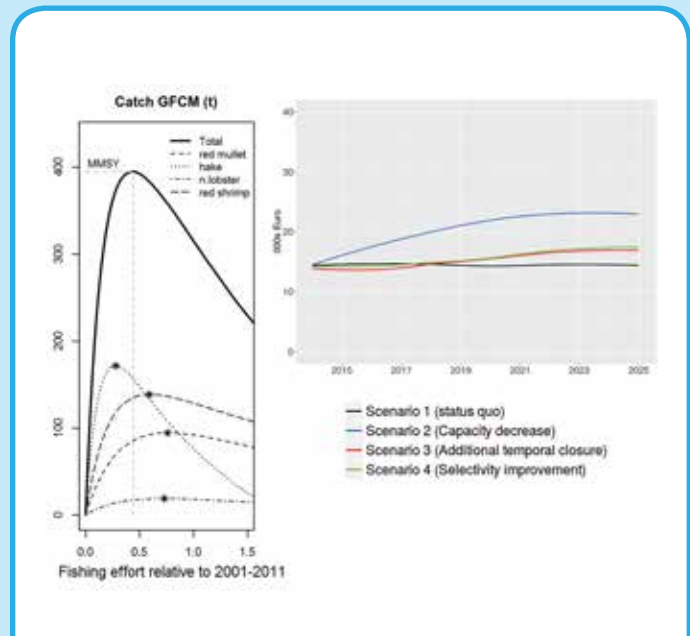 Catch GFCM (t)
MMSY
Total
red mullet
hake
n.lobster
red shrimp
400
300
200
100
0
0.0 0.5 1.0 1.5
Fishing effort relative to 2001-2011
000s Euro
40
30
20
10
0
2015 2017 2019 2021 2023 2025
Scenario 1 (status quo)
Scenario 2 (Capacity decrease)
Scenario 3 (Additional temporal closure)
Scenario 4 (Selectivity improvement)